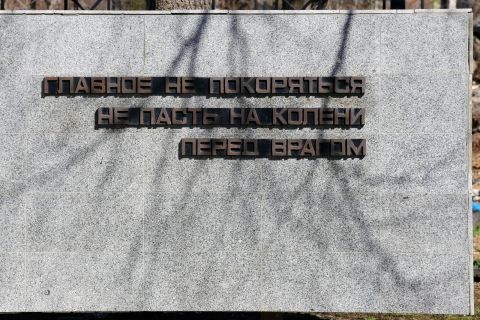 ГЛАВНОЕ НЕ ПОКОРЯТЬСЯ
НЕ ПАСТЬ НА КОЛЕНИ
ПЕРЕД ВРАГОМ